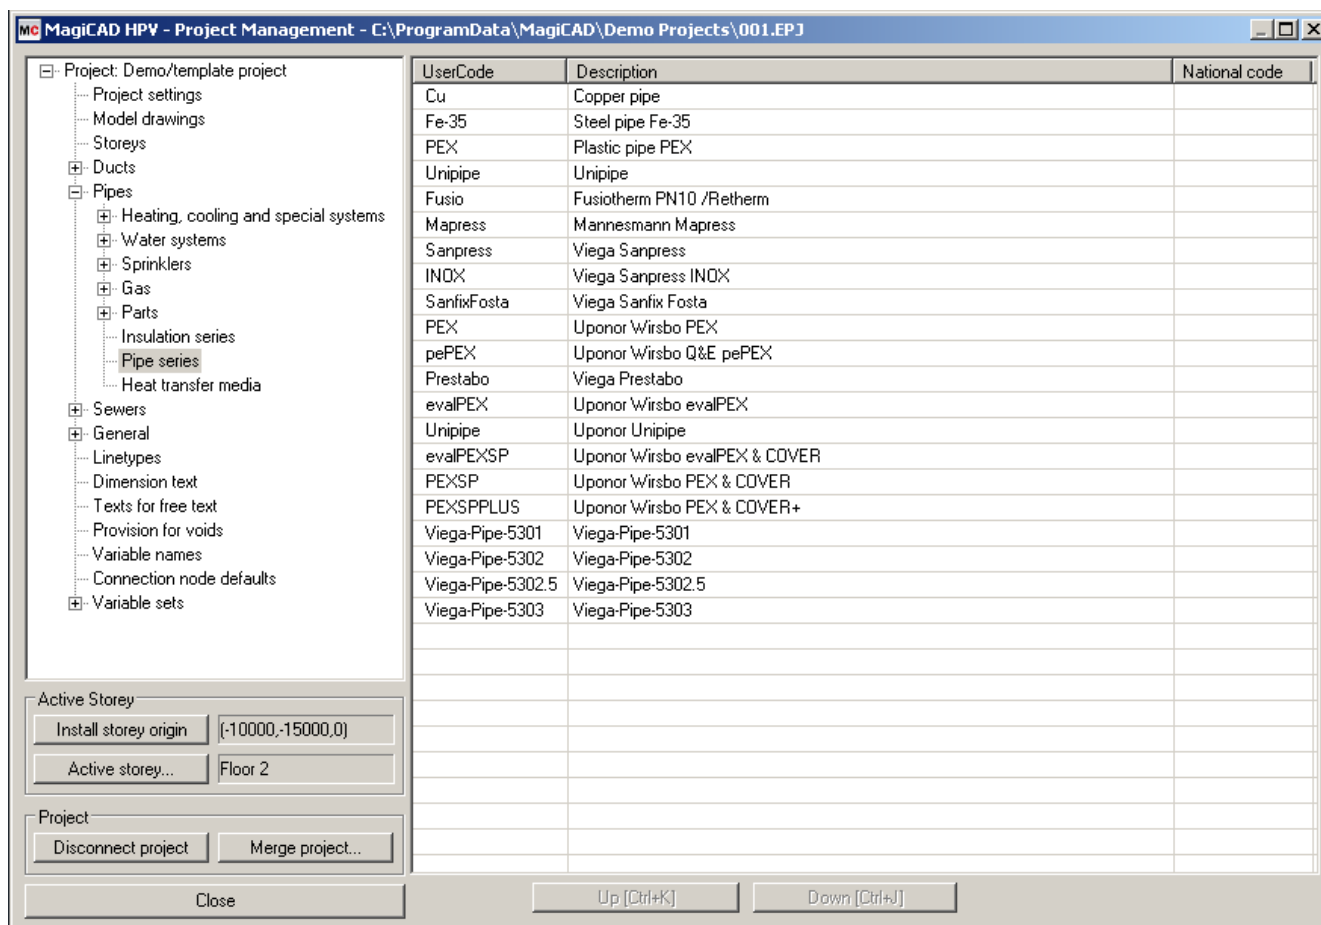 MC MagiCAD HPV - Project Management - C:\ProgramData\MagiCAD\Demo Projects\001.EPJ
Project: Demo/template project
Project settings
Model drawings
Storeys
Ducts
Pipes
Heating, cooling and special systems
Water systems
Sprinklers
Gas
Parts
Insulation series
Pipe series
Heat transfer media
Sewers
General
Linetypes
Dimension text
Texts for free text
Provision for voids
Variable names
Connection node defaults
Variable sets
Active Storey
Install storey origin (-10000,-15000,0)
Active storey... Floor 2
Project
Disconnect project Merge project...
Close
UserCode Description National code
Cu Copper pipe
Fe-35 Steel pipe Fe-35
PEX Plastic pipe PEX
Unipipe Unipipe
Fusio Fusiotherm PN10 /Retherm
Mapress Mannesmann Mapress
Sanpress Viega Sanpress
INOX Viega Sanpress INOX
SanfixFosta Viega Sanfix Fosta
PEX Uponor Wirsbo PEX
pePEX Uponor Wirsbo Q&E pePEX
Prestabo Viega Prestabo
evalPEX Uponor Wirsbo evalPEX
Unipipe Uponor Unipipe
evalPEXSP Uponor Wirsbo evalPEX & COVER
PEXSP Uponor Wirsbo PEX & COVER
PEXSPPLUS Uponor Wirsbo PEX & COVER+
Viega-Pipe-5301 Viega-Pipe-5301
Viega-Pipe-5302 Viega-Pipe-5302
Viega-Pipe-5302.5 Viega-Pipe-5302.5
Viega-Pipe-5303 Viega-Pipe-5303
Up [Ctrl+K] Down [Ctrl+J]